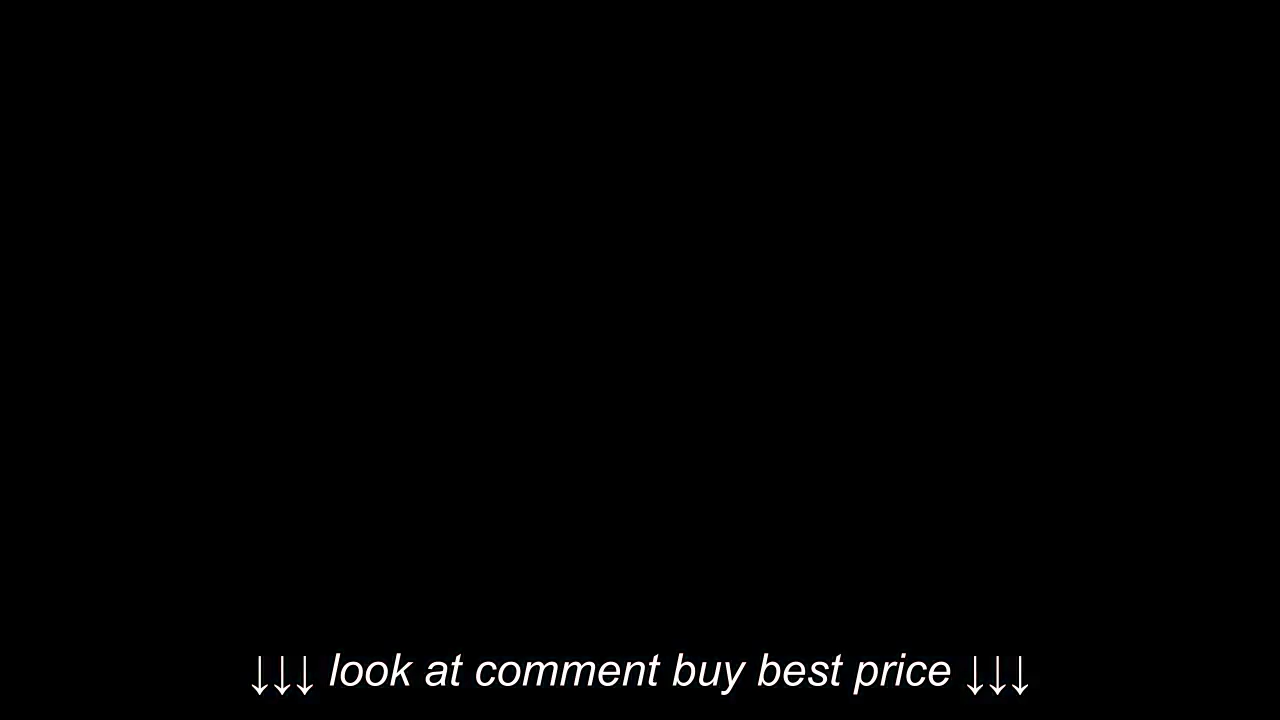 ↓↓↓ look at comment buy best price ↓↓↓